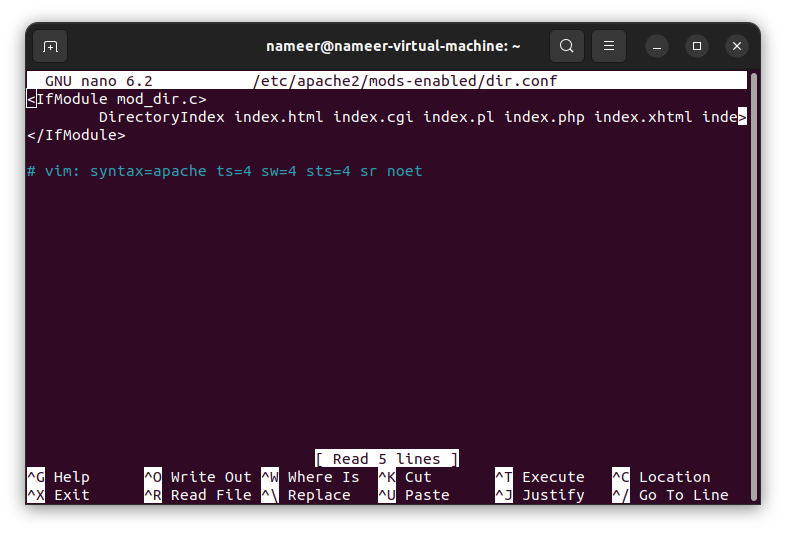 nameer@nameer-virtual-machine: ~
GNU nano 6.2 /etc/apache2/mods-enabled/dir.conf
<IfModule mod_dir.c>
DirectoryIndex index.html index.cgi index.pl index.php index.xhtml inde>
</IfModule>
# vim: syntax=apache ts=4 sw=4 sts=4 sr noet
[ Read 5 lines ]
^G Help ^O Write Out ^W Where Is ^K Cut ^T Execute ^C Location
^X Exit ^R Read File ^\ Replace ^U Paste ^J Justify ^/ Go To Line